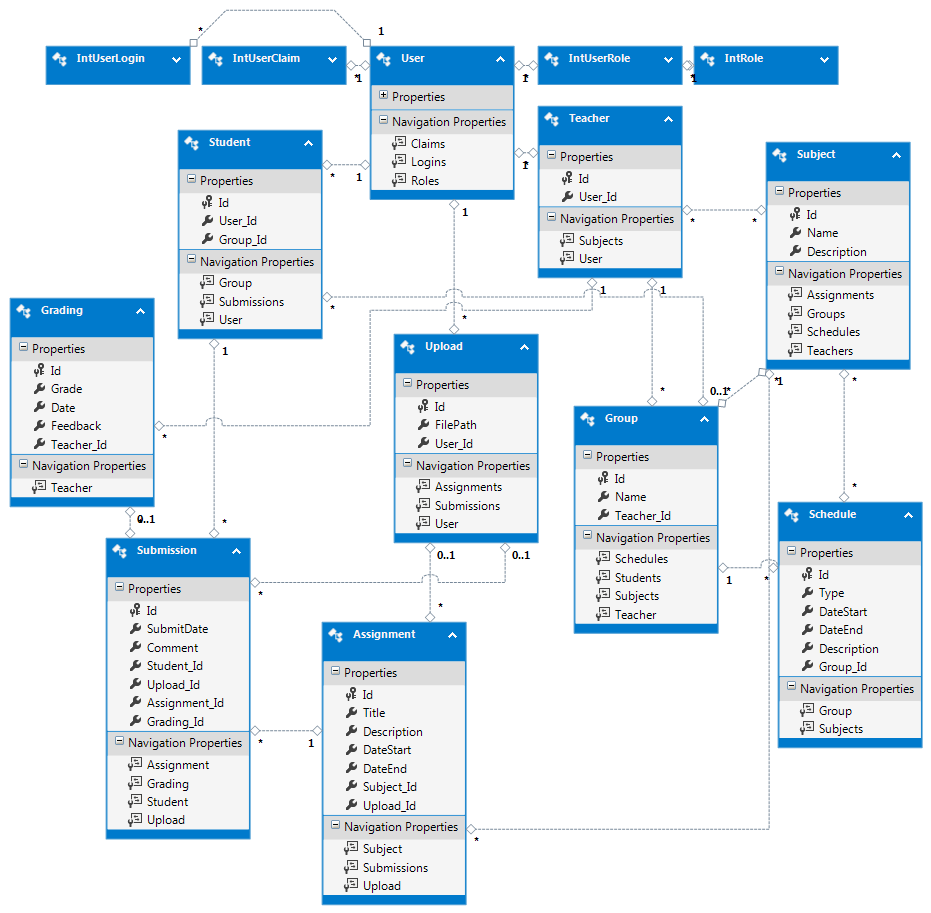 *
1
IntUserLogin
IntUserClaim
*
1
User
Properties
Navigation Properties
Claims
Logins
Roles
1
*
IntUserRole
*
1
IntRole
Student
Properties
Id
User_Id
Group_Id
Navigation Properties
Group
Submissions
User
*
1
1
*
Teacher
Properties
Id
User_Id
Navigation Properties
Subjects
User
*
*
Subject
Properties
Id
Name
Description
Navigation Properties
Assignments
Groups
Schedules
Teachers
1
*
1
1
*
Grading
Properties
Id
Grade
Date
Feedback
Teacher_Id
Navigation Properties
Teacher
*
0..1
*
1
*
Upload
Properties
Id
FilePath
User_Id
Navigation Properties
Assignments
Submissions
User
0..1
0..1
*
0..1
*
*
1
*
*
Group
Properties
Id
Name
Teacher_Id
Navigation Properties
Schedules
Students
Subjects
Teacher
1
*
Schedule
Properties
Id
Type
DateStart
DateEnd
Description
Group_Id
Navigation Properties
Group
Subjects
Submission
Properties
Id
SubmitDate
Comment
Student_Id
Upload_Id
Assignment_Id
Grading_Id
Navigation Properties
Assignment
Grading
Student
Upload
*
*
1
Assignment
Properties
Id
Title
Description
DateStart
DateEnd
Subject_Id
Upload_Id
Navigation Properties
Subject
Submissions
Upload
*